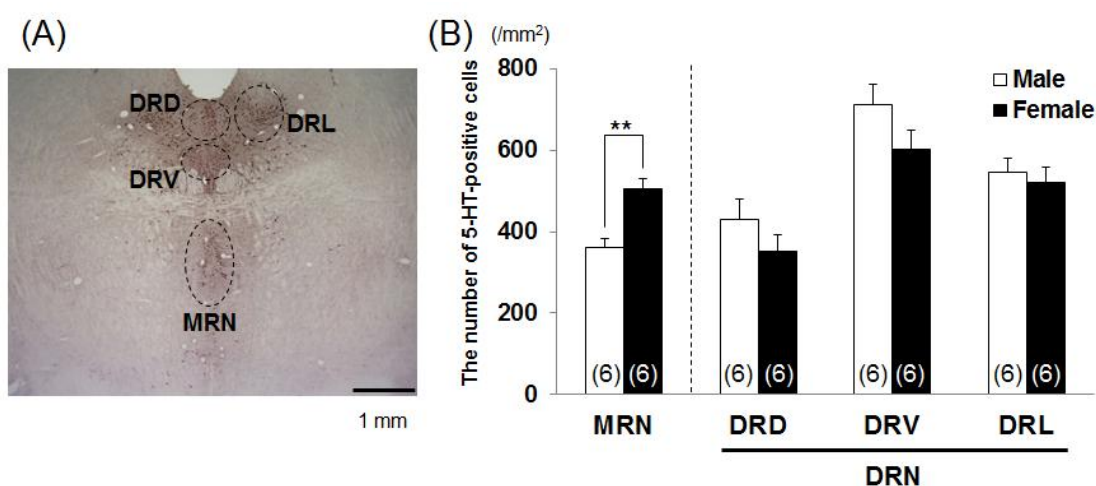 (A)
DRD
DRL
DRV
MRN
1 mm
(B)
(/mm²)
The number of 5-HT-positive cells
800
600
400
200
0
Male
Female
**
(6) (6) (6) (6) (6) (6) (6) (6)
MRN DRD DRV DRL
DRN